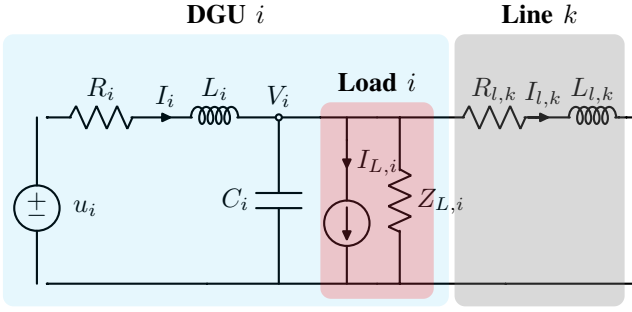 DGU i
Line k
Load i
R_i
I_i
L_i
V_i
R_{l,k}
I_{l,k}
L_{l,k}
I_{L,i}
+
−
u_i
C_i
Z_{L,i}